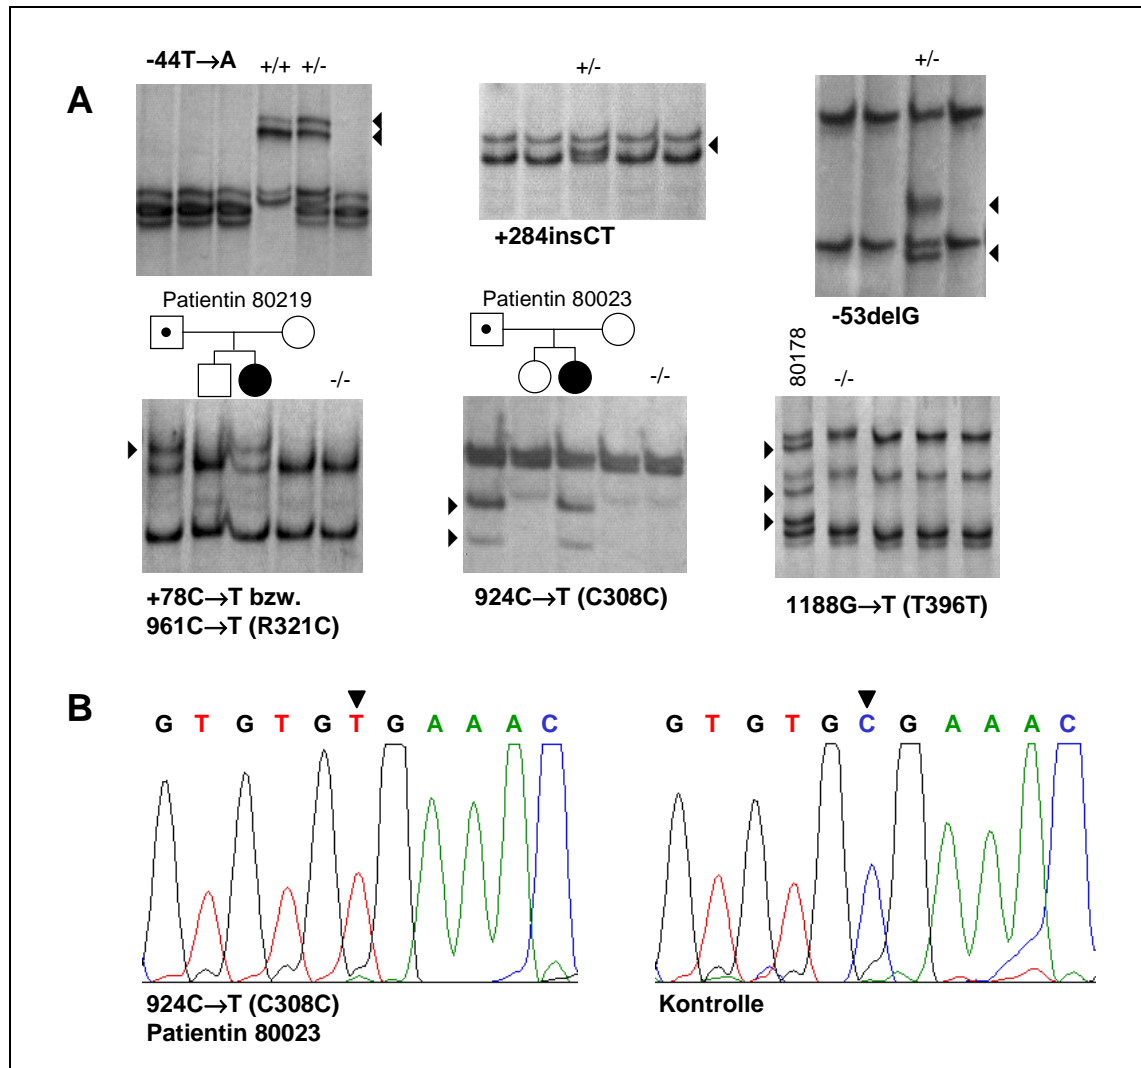 A
-44T→A
+/+ +/-
+/-
+284insCT
+/-
-53delG
Patientin 80219
-/-
+78C→T bzw.
961C→T (R321C)
Patientin 80023
-/-
924C→T (C308C)
80178
-/-
1188G→T (T396T)
B
G T G T G T G A A A C
924C→T (C308C)
Patientin 80023
G T G T G C G A A A C
Kontrolle